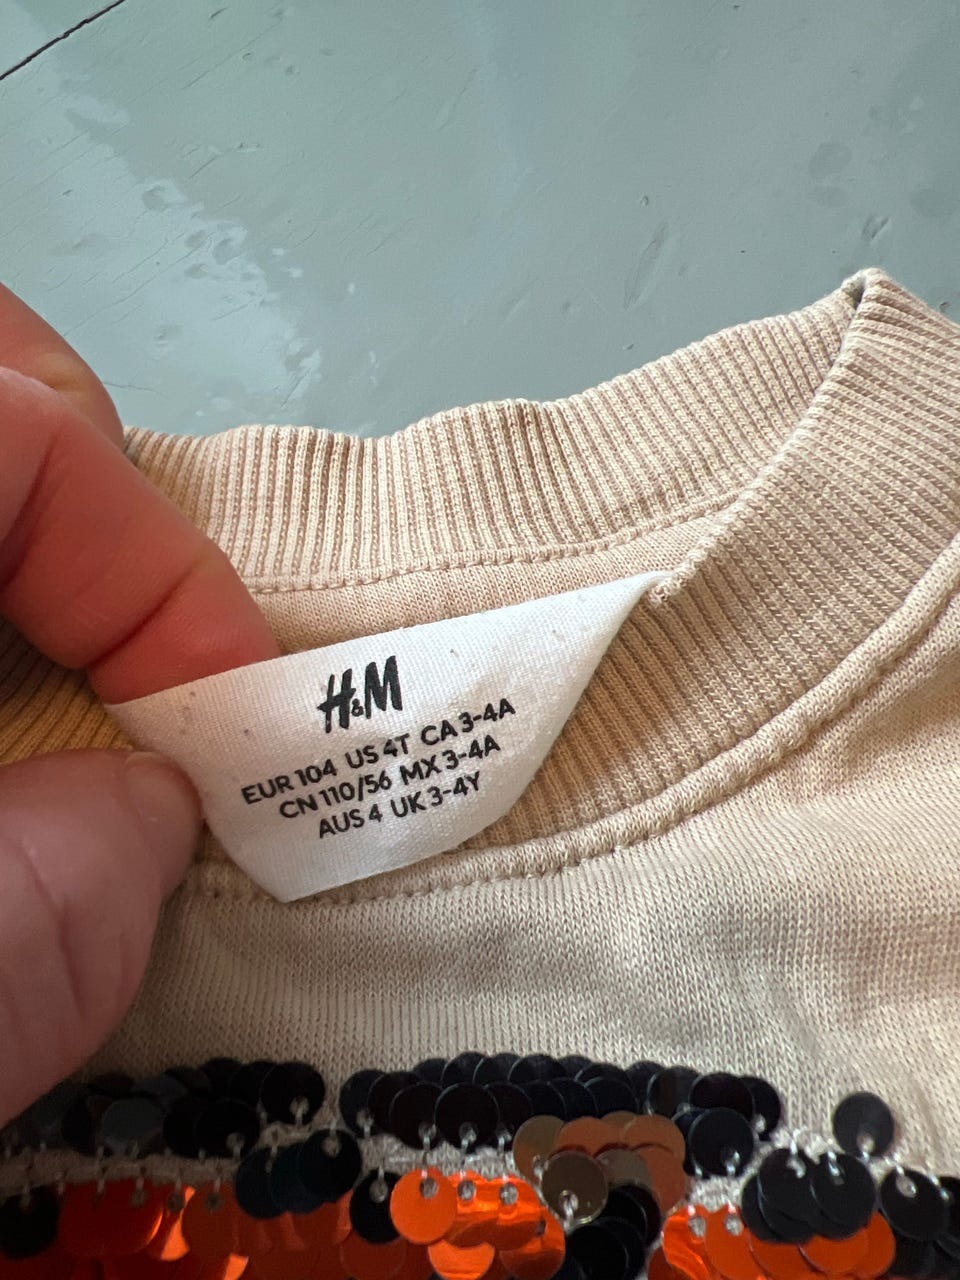 H&M
EUR 104 US 4T CA 3-4A
CN 110/56 MX 3-4A
AUS 4 UK 3-4Y